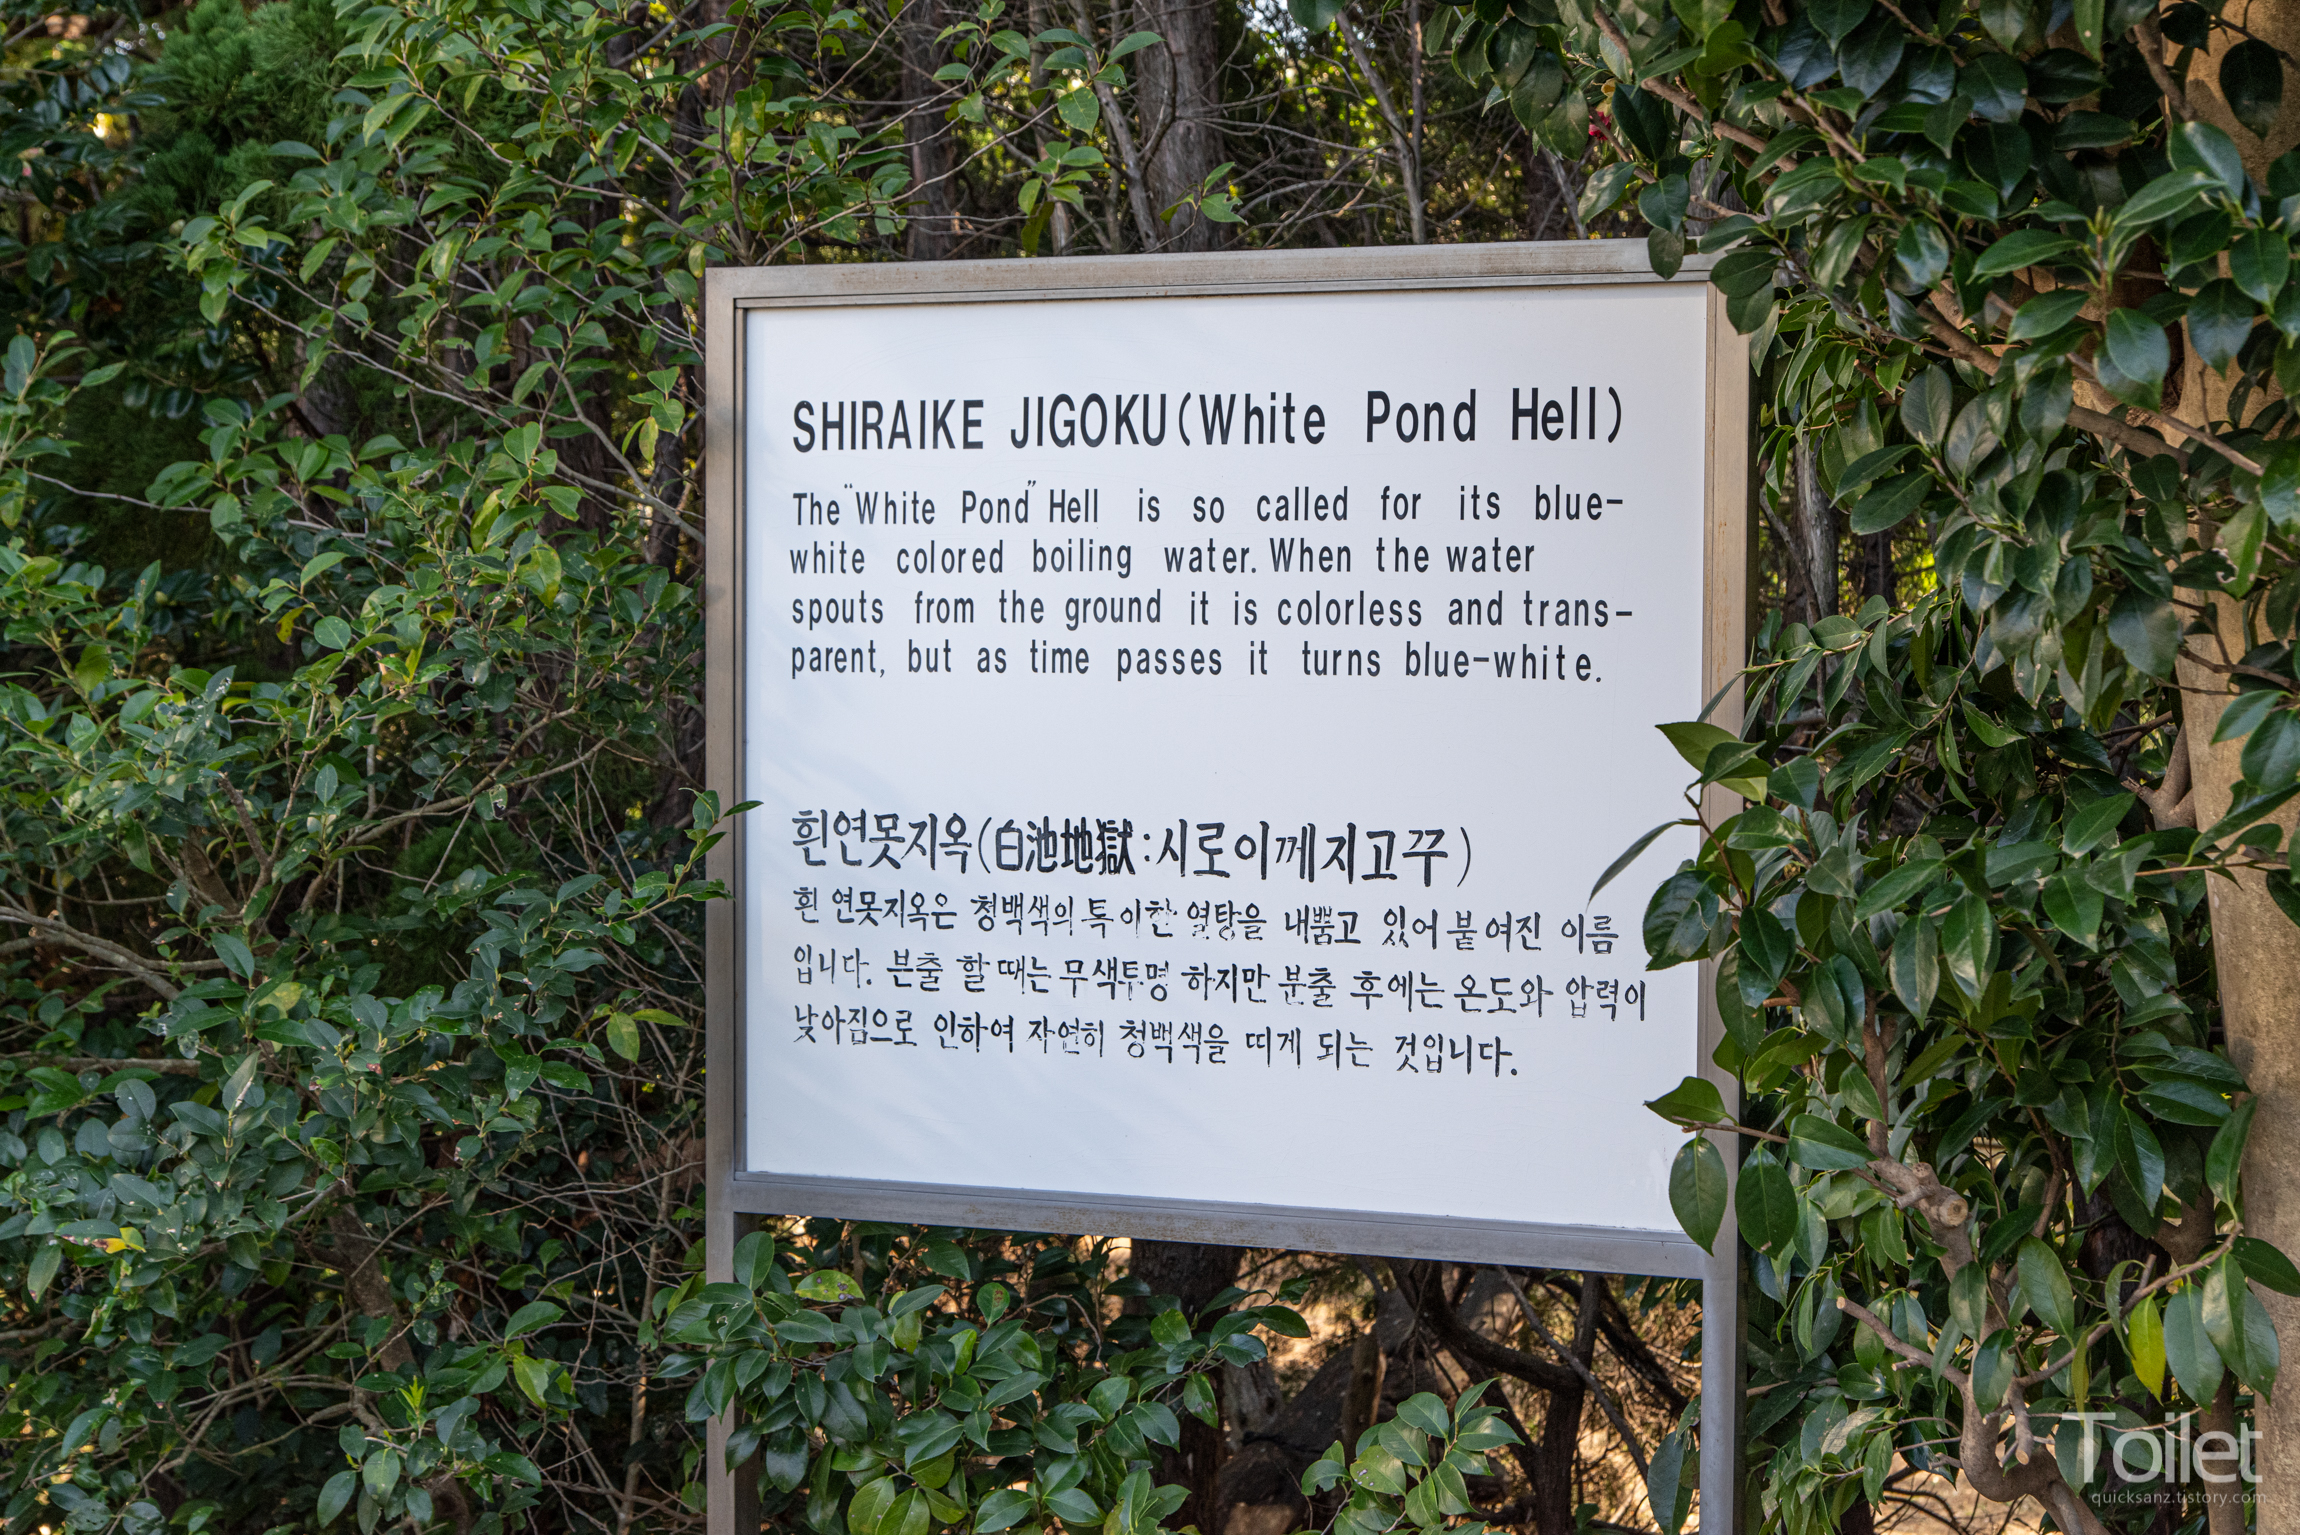 SHIRAIKE JIGOKU(White Pond Hell)
The "White Pond" Hell is so called for its blue-
white colored boiling water. When the water
spouts from the ground it is colorless and trans-
parent, but as time passes it turns blue-white.
흰연못지옥(白池地獄:시로이께지고꾸)
흰 연못지옥은 청백색의 특이한 열탕을 내뿜고 있어 붙여진 이름
입니다. 분출 할 때는 무색투명 하지만 분출 후에는 온도와 압력이
낮아짐으로 인하여 자연히 청백색을 띠게 되는 것입니다.
Toilet
quicksanz.tistory.com